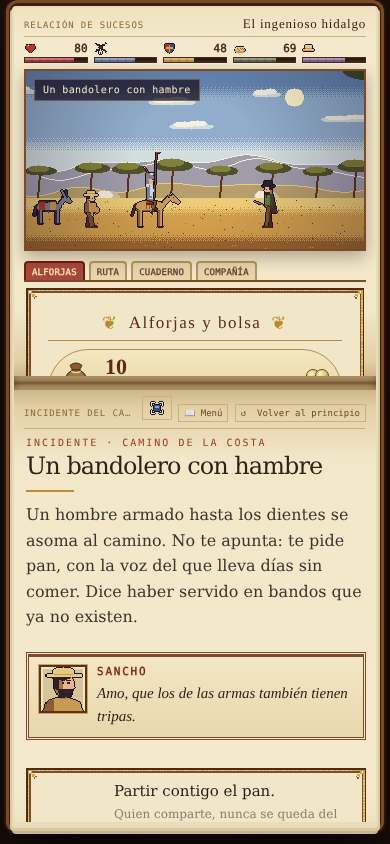 RELACIÓN DE SUCESOS
El ingenioso hidalgo
80
48
69
Un bandolero con hambre
ALFORJAS
RUTA
CUADERNO
COMPAÑÍA
Alforjas y bolsa
10
INCIDENTE DEL CA…
Menú
↺ Volver al principio
INCIDENTE · CAMINO DE LA COSTA
Un bandolero con hambre
Un hombre armado hasta los dientes se
asoma al camino. No te apunta: te pide
pan, con la voz del que lleva días sin
comer. Dice haber servido en bandos que
ya no existen.
SANCHO
Amo, que los de las armas también tienen
tripas.
Partir contigo el pan.
Quien comparte, nunca se queda del